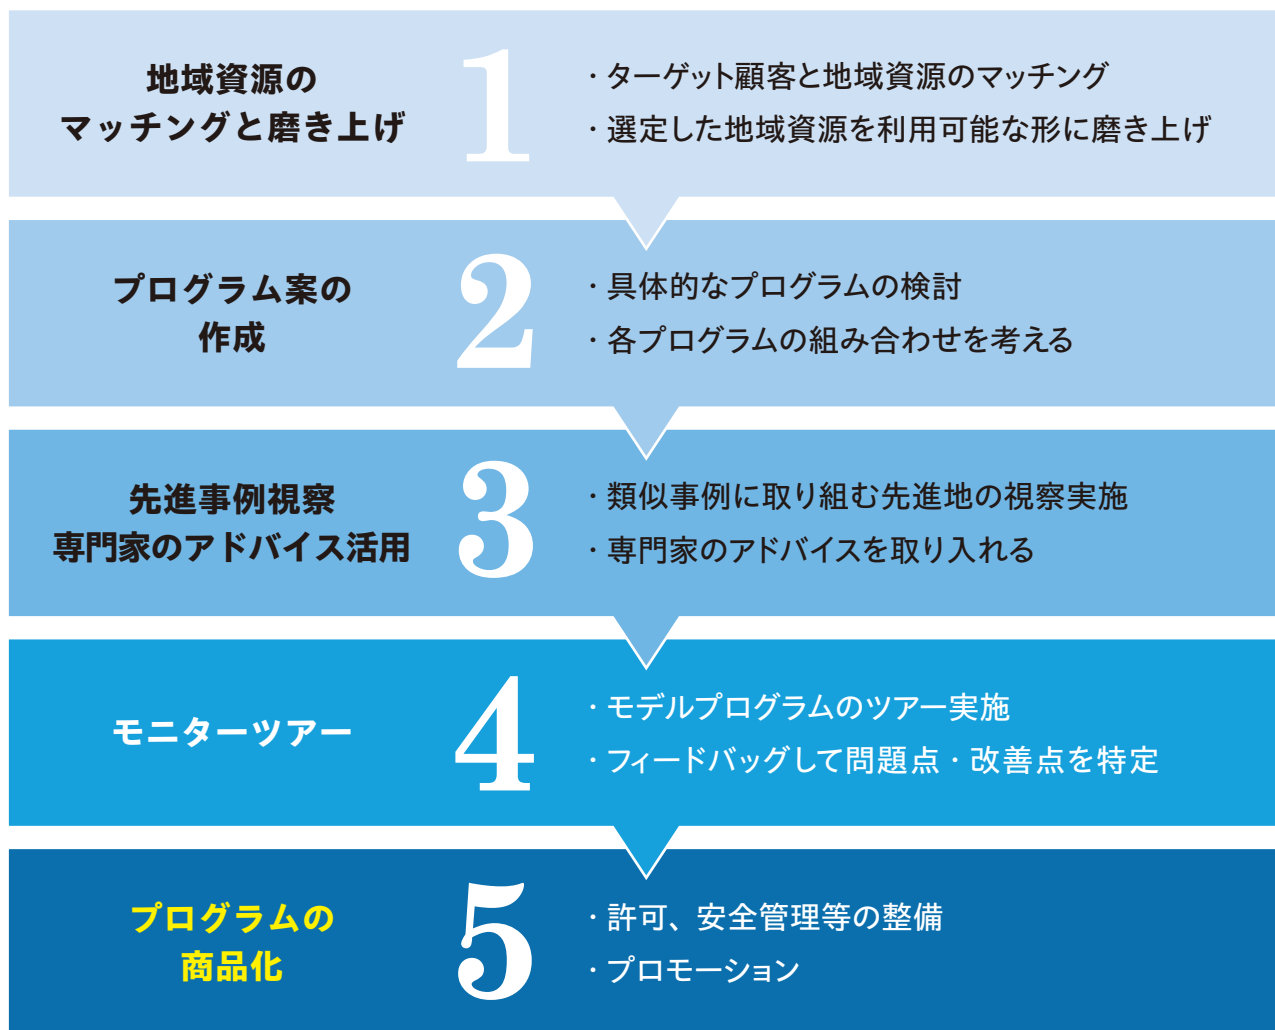 地域資源の
マッチングと磨き上げ
1
・ターゲット顧客と地域資源のマッチング
・選定した地域資源を利用可能な形に磨き上げ
プログラム案の
作成
2
・具体的なプログラムの検討
・各プログラムの組み合わせを考える
先進事例視察
専門家のアドバイス活用
3
・類似事例に取り組む先進地の視察実施
・専門家のアドバイスを取り入れる
モニターツアー
4
・モデルプログラムのツアー実施
・フィードバッグして問題点・改善点を特定
プログラムの
商品化
5
・許可、安全管理等の整備
・プロモーション